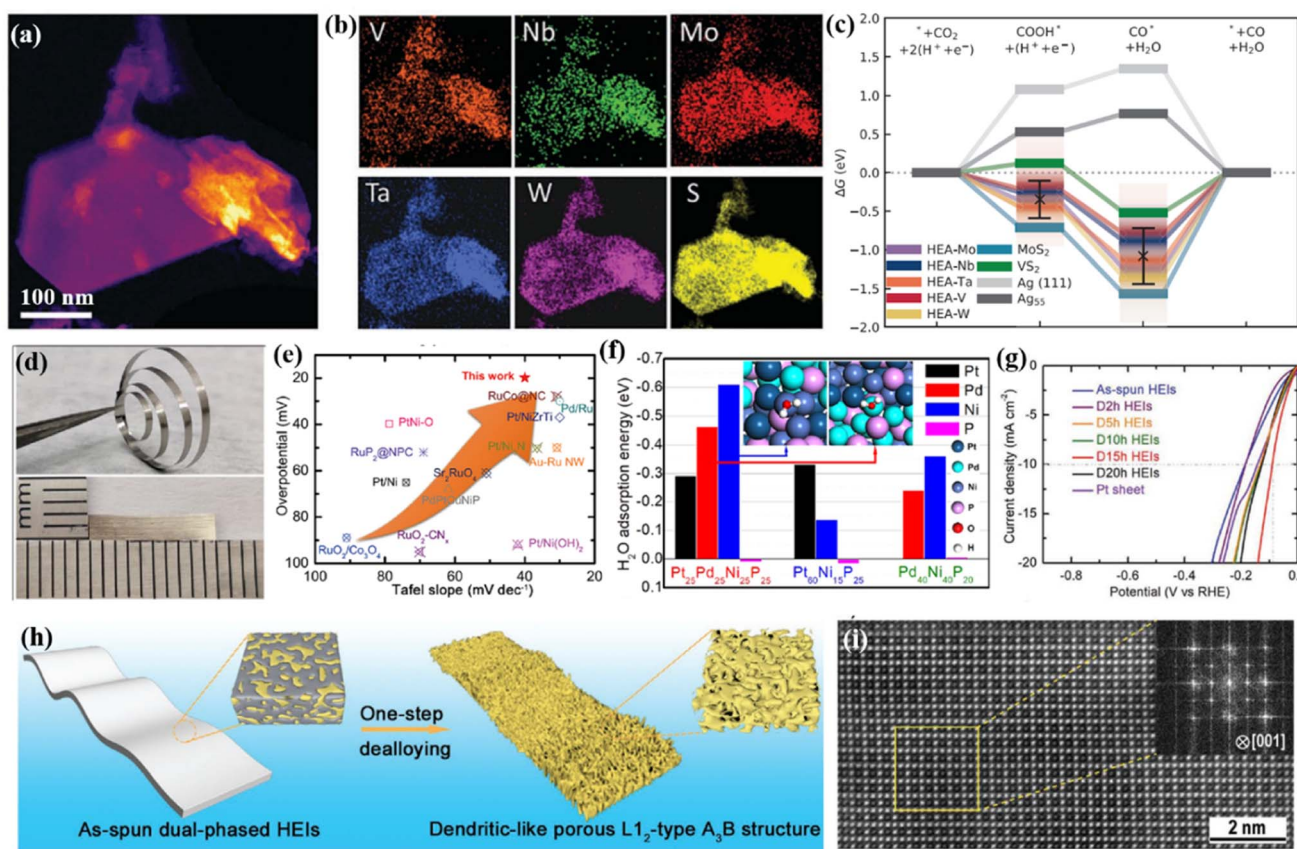 (a)
100 nm
(b)
V
Nb
Mo
Ta
W
S
(c)
*+CO₂
+2(H⁺+e⁻)
COOH*
+(H⁺+e⁻)
CO*
+H₂O
*+CO
+H₂O
ΔG (eV)
2.0
1.5
1.0
0.5
0.0
−0.5
−1.0
−1.5
−2.0
HEA-Mo
HEA-Nb
HEA-Ta
HEA-V
HEA-W
MoS₂
VS₂
Ag (111)
Ag₅₅
(d)
mm
(e)
Overpotential (mV)
20
40
60
80
100
This work
RuCo@NC
Pd/Ru
Pt/NiZrTi
PtNi-O
RuP₂@NPC
Au-Ru NW
Sr₂RuO₄
Pt/Ni
RuO₂/Co₃O₄
RuO₂-CNₓ
Pt/Ni(OH)₂
100
80
60
40
20
Tafel slope (mV dec⁻¹)
(f)
H₂O adsorption energy (eV)
-0.7
-0.6
-0.5
-0.4
-0.3
-0.2
-0.1
0.0
0.1
Pt
Pd
Ni
P
Pt
Pd
Ni
P
O
H
Pt₂₅Pd₂₅Ni₂₅P₂₅
Pt₆₀Ni₁₅P₂₅
Pd₄₀Ni₄₀P₂₀
(g)
Current density (mA cm⁻²)
0
-5
-10
-15
-20
As-spun HEIs
D2h HEIs
D5h HEIs
D10h HEIs
D15h HEIs
D20h HEIs
Pt sheet
-0.8
-0.6
-0.4
-0.2
0.0
Potential (V vs RHE)
(h)
One-step
dealloying
As-spun dual-phased HEIs
Dendritic-like porous L1₂-type A₃B structure
(i)
⊗[001]
2 nm